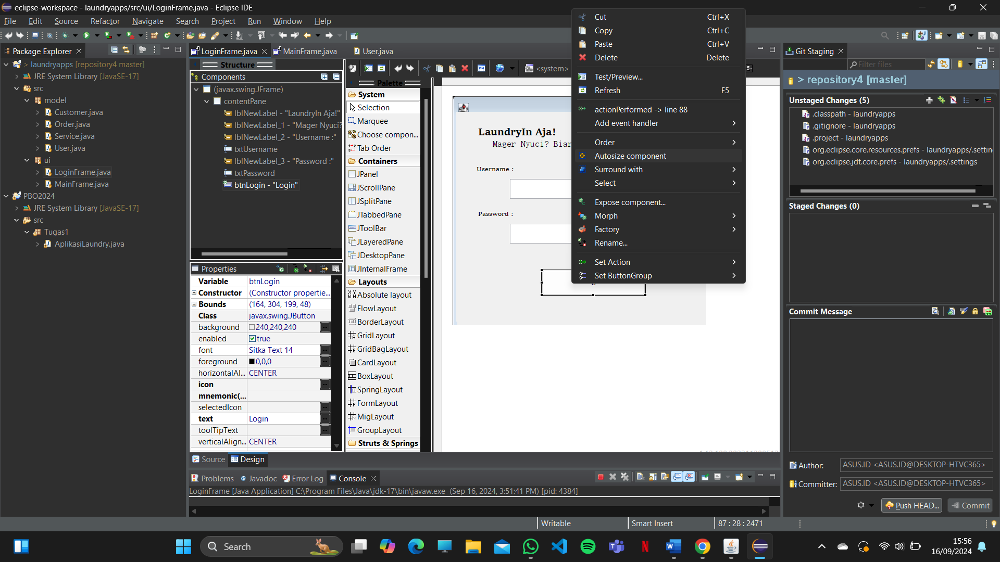 eclipse-workspace - laundryapps/src/ui/LoginFrame.java - Eclipse IDE
File Edit Source Refactor Navigate Search Project Run Window Help
Package Explorer
> laundryapps [repository4 master]
JRE System Library [JavaSE-17]
src
model
Customer.java
Order.java
Service.java
User.java
ui
LoginFrame.java
MainFrame.java
PBO2024
JRE System Library [JavaSE-17]
src
Tugas1
AplikasiLaundry.java
LoginFrame.java MainFrame.java User.java
Structure
Components
(javax.swing.JFrame)
contentPane
lblNewLabel - "LaundryIn Aja!"
lblNewLabel_1 - "Mager Nyuci?
lblNewLabel_2 - "Username :"
txtUsername
lblNewLabel_3 - "Password :"
txtPassword
btnLogin - "Login"
Properties
Variable btnLogin
Constructor (Constructor propertie...
Bounds (164, 304, 199, 48)
Class javax.swing.JButton
background 240,240,240
enabled true
font Sitka Text 14
foreground 0,0,0
horizontalAl... CENTER
icon
mnemonic(...
selectedIcon
text Login
toolTipText
verticalAlign... CENTER
Source Design
<system>
Palette
System
Selection
Marquee
Choose compon...
Tab Order
Containers
JPanel
JScrollPane
JSplitPane
JTabbedPane
JToolBar
JLayeredPane
JDesktopPane
JInternalFrame
Layouts
Absolute layout
FlowLayout
BorderLayout
GridLayout
GridBagLayout
CardLayout
BoxLayout
SpringLayout
FormLayout
MigLayout
GroupLayout
Struts & Springs
LaundryIn Aja!
Mager Nyuci? Biar
Username :
Password :
Cut Ctrl+X
Copy Ctrl+C
Paste Ctrl+V
Delete Delete
Test/Preview...
Refresh F5
actionPerformed -> line 88
Add event handler
Order
Autosize component
Surround with
Select
Expose component...
Morph
Factory
Rename...
Set Action
Set ButtonGroup
Problems Javadoc Error Log Console
LoginFrame [Java Application] C:\Program Files\Java\jdk-17\bin\javaw.exe (Sep 16, 2024, 3:51:41 PM) [pid: 4384]
Git Staging
Filter files
> repository4 [master]
Unstaged Changes (5)
.classpath - laundryapps
.gitignore - laundryapps
.project - laundryapps
org.eclipse.core.resources.prefs - laundryapps/.settin
org.eclipse.jdt.core.prefs - laundryapps/.settings
Staged Changes (0)
Commit Message
Author: ASUS.ID <ASUS.ID@DESKTOP-HTVC365>
Committer: ASUS.ID <ASUS.ID@DESKTOP-HTVC365>
Push HEAD... Commit
Writable Smart Insert 87 : 28 : 2471
Search
15:56
16/09/2024